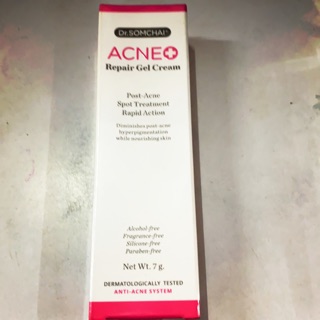 Dr.SOMCHAI
ACNE+
Repair Gel Cream
Post-Acne
Spot Treatment
Rapid Action
Diminishes post-acne
hyperpigmentation
while nourishing skin
Alcohol-free
Fragrance-free
Silicone-free
Paraben-free
Net Wt. 7 g.
DERMATOLOGICALLY TESTED
ANTI-ACNE SYSTEM